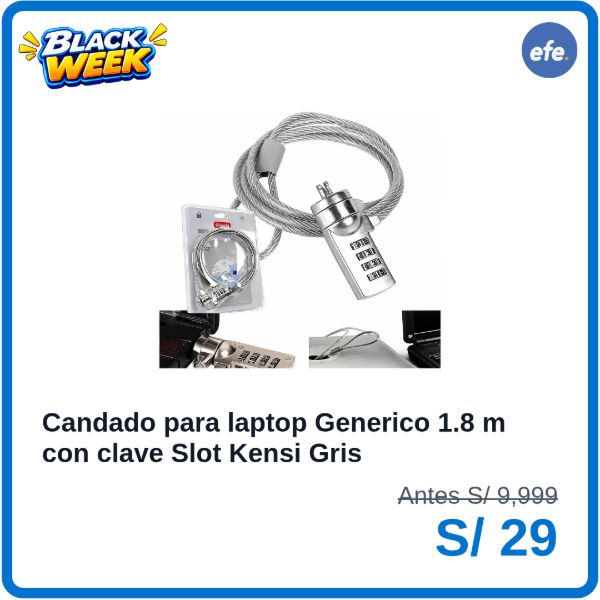 BLACK
WEEK
efe.
Candado para laptop Generico 1.8 m
con clave Slot Kensi Gris
Antes S/ 9,999
S/ 29